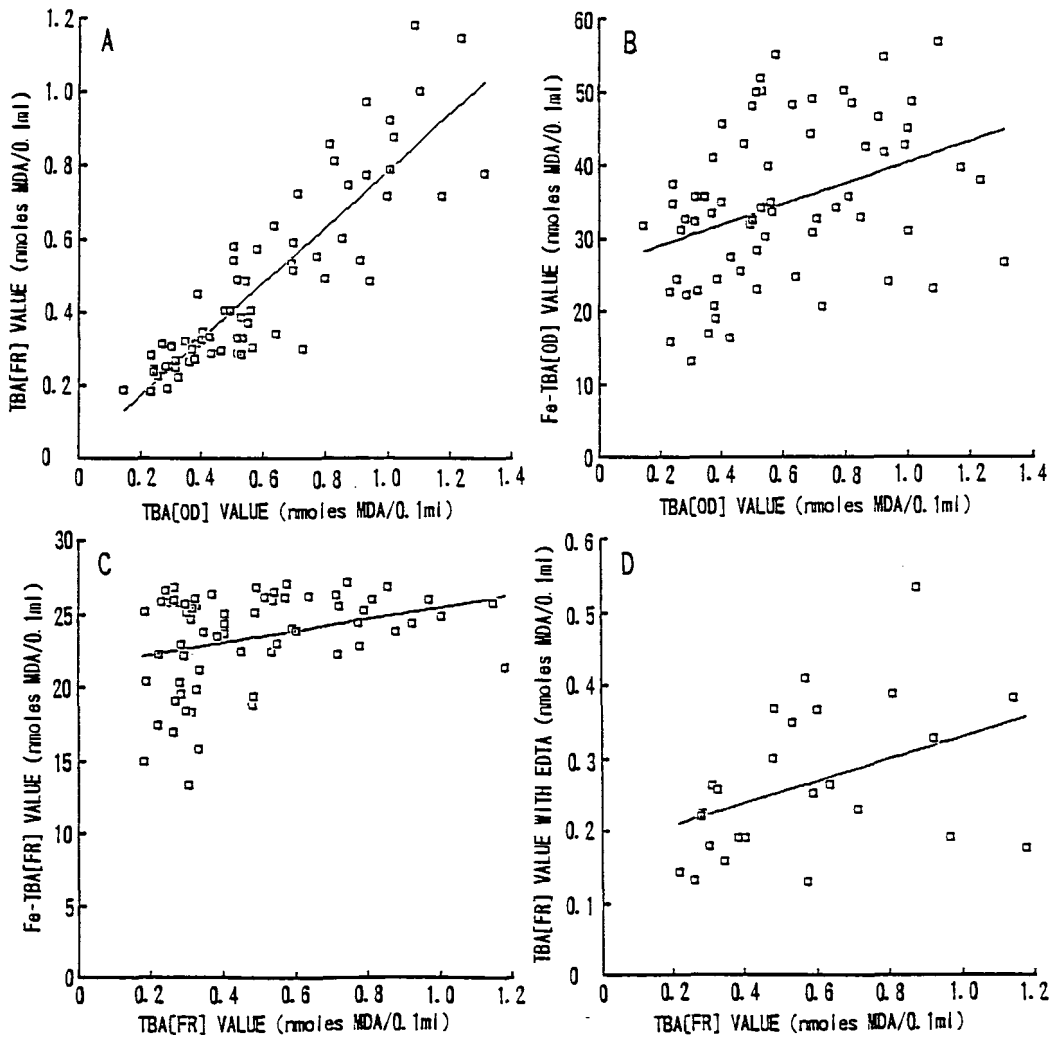 A
1.2
1.0
0.8
0.6
0.4
0.2
0
0 0.2 0.4 0.6 0.8 1.0 1.2 1.4
TBA[FR] VALUE (nmoles MDA/0.1ml)
TBA[OD] VALUE (nmoles MDA/0.1ml)
B
60
50
40
30
20
10
0
0 0.2 0.4 0.6 0.8 1.0 1.2 1.4
Fe-TBA[OD] VALUE (nmoles MDA/0.1ml)
TBA[OD] VALUE (nmoles MDA/0.1ml)
C
30
25
20
15
10
5
0
0 0.2 0.4 0.6 0.8 1.0 1.2
Fe-TBA[FR] VALUE (nmoles MDA/0.1ml)
TBA[FR] VALUE (nmoles MDA/0.1ml)
D
0.6
0.5
0.4
0.3
0.2
0.1
0
0 0.2 0.4 0.6 0.8 1.0 1.2
TBA[FR] VALUE WITH EDTA (nmoles MDA/0.1ml)
TBA[FR] VALUE (nmoles MDA/0.1ml)